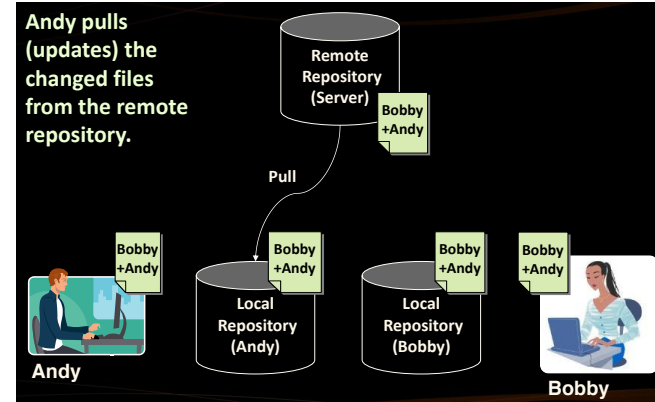 Andy pulls
(updates) the
changed files
from the remote
repository.
Remote
Repository
(Server)
Bobby
+Andy
Pull
Bobby
+Andy
Bobby
+Andy
Bobby
+Andy
Bobby
+Andy
Local
Repository
(Andy)
Local
Repository
(Bobby)
Andy
Bobby